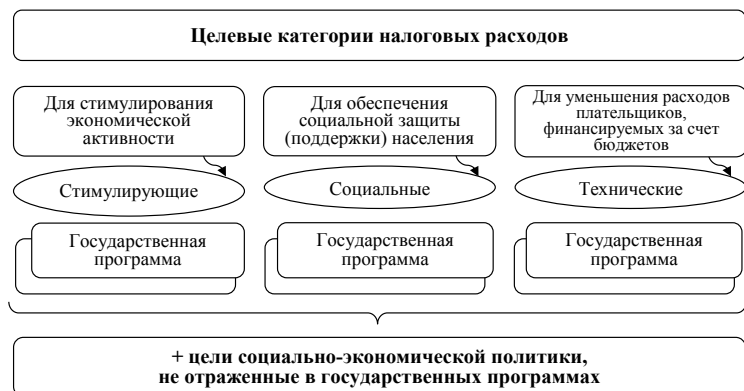 Целевые категории налоговых расходов
Для стимулирования
экономической
активности
Для обеспечения
социальной защиты
(поддержки) населения
Для уменьшения расходов
плательщиков,
финансируемых за счет
бюджетов
Стимулирующие
Социальные
Технические
Государственная
программа
Государственная
программа
Государственная
программа
+ цели социально-экономической политики,
не отраженные в государственных программах